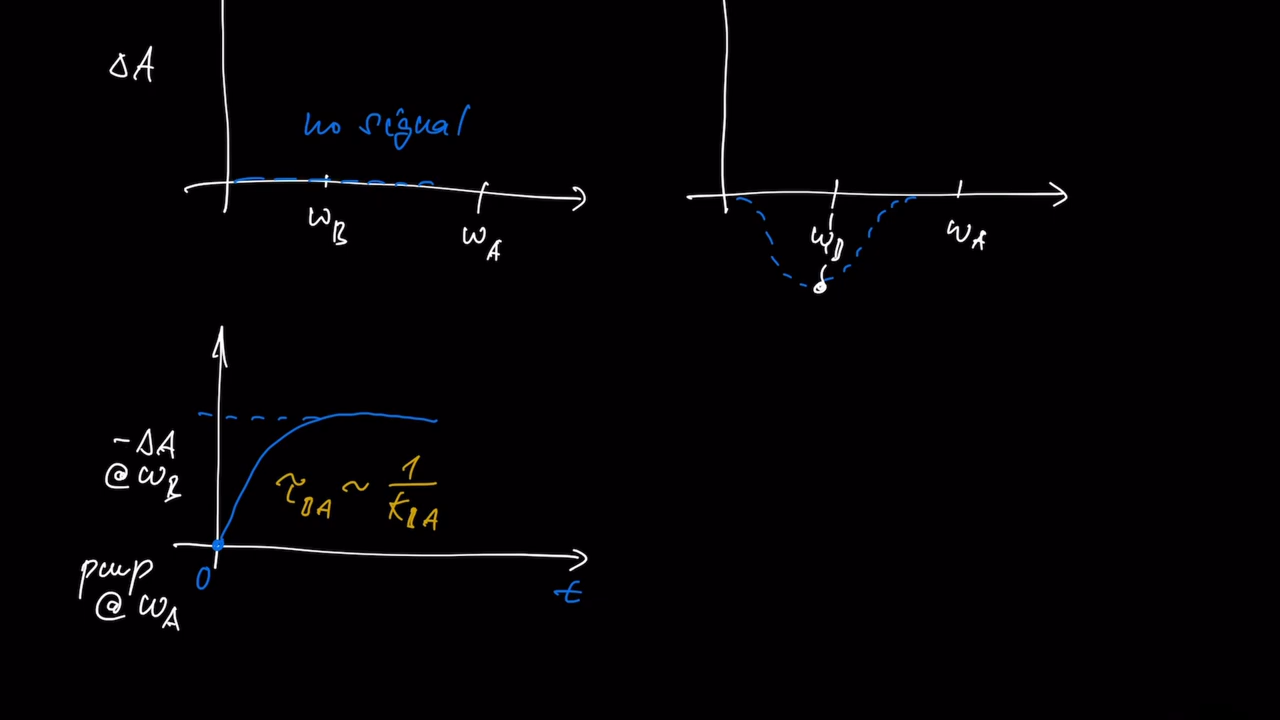 ΔA
no signal
ω_B
ω_A
ω_B
ω_A
-ΔA
@ ω_B
τ_BA ~ 1/k_BA
pump
@ ω_A
0
t